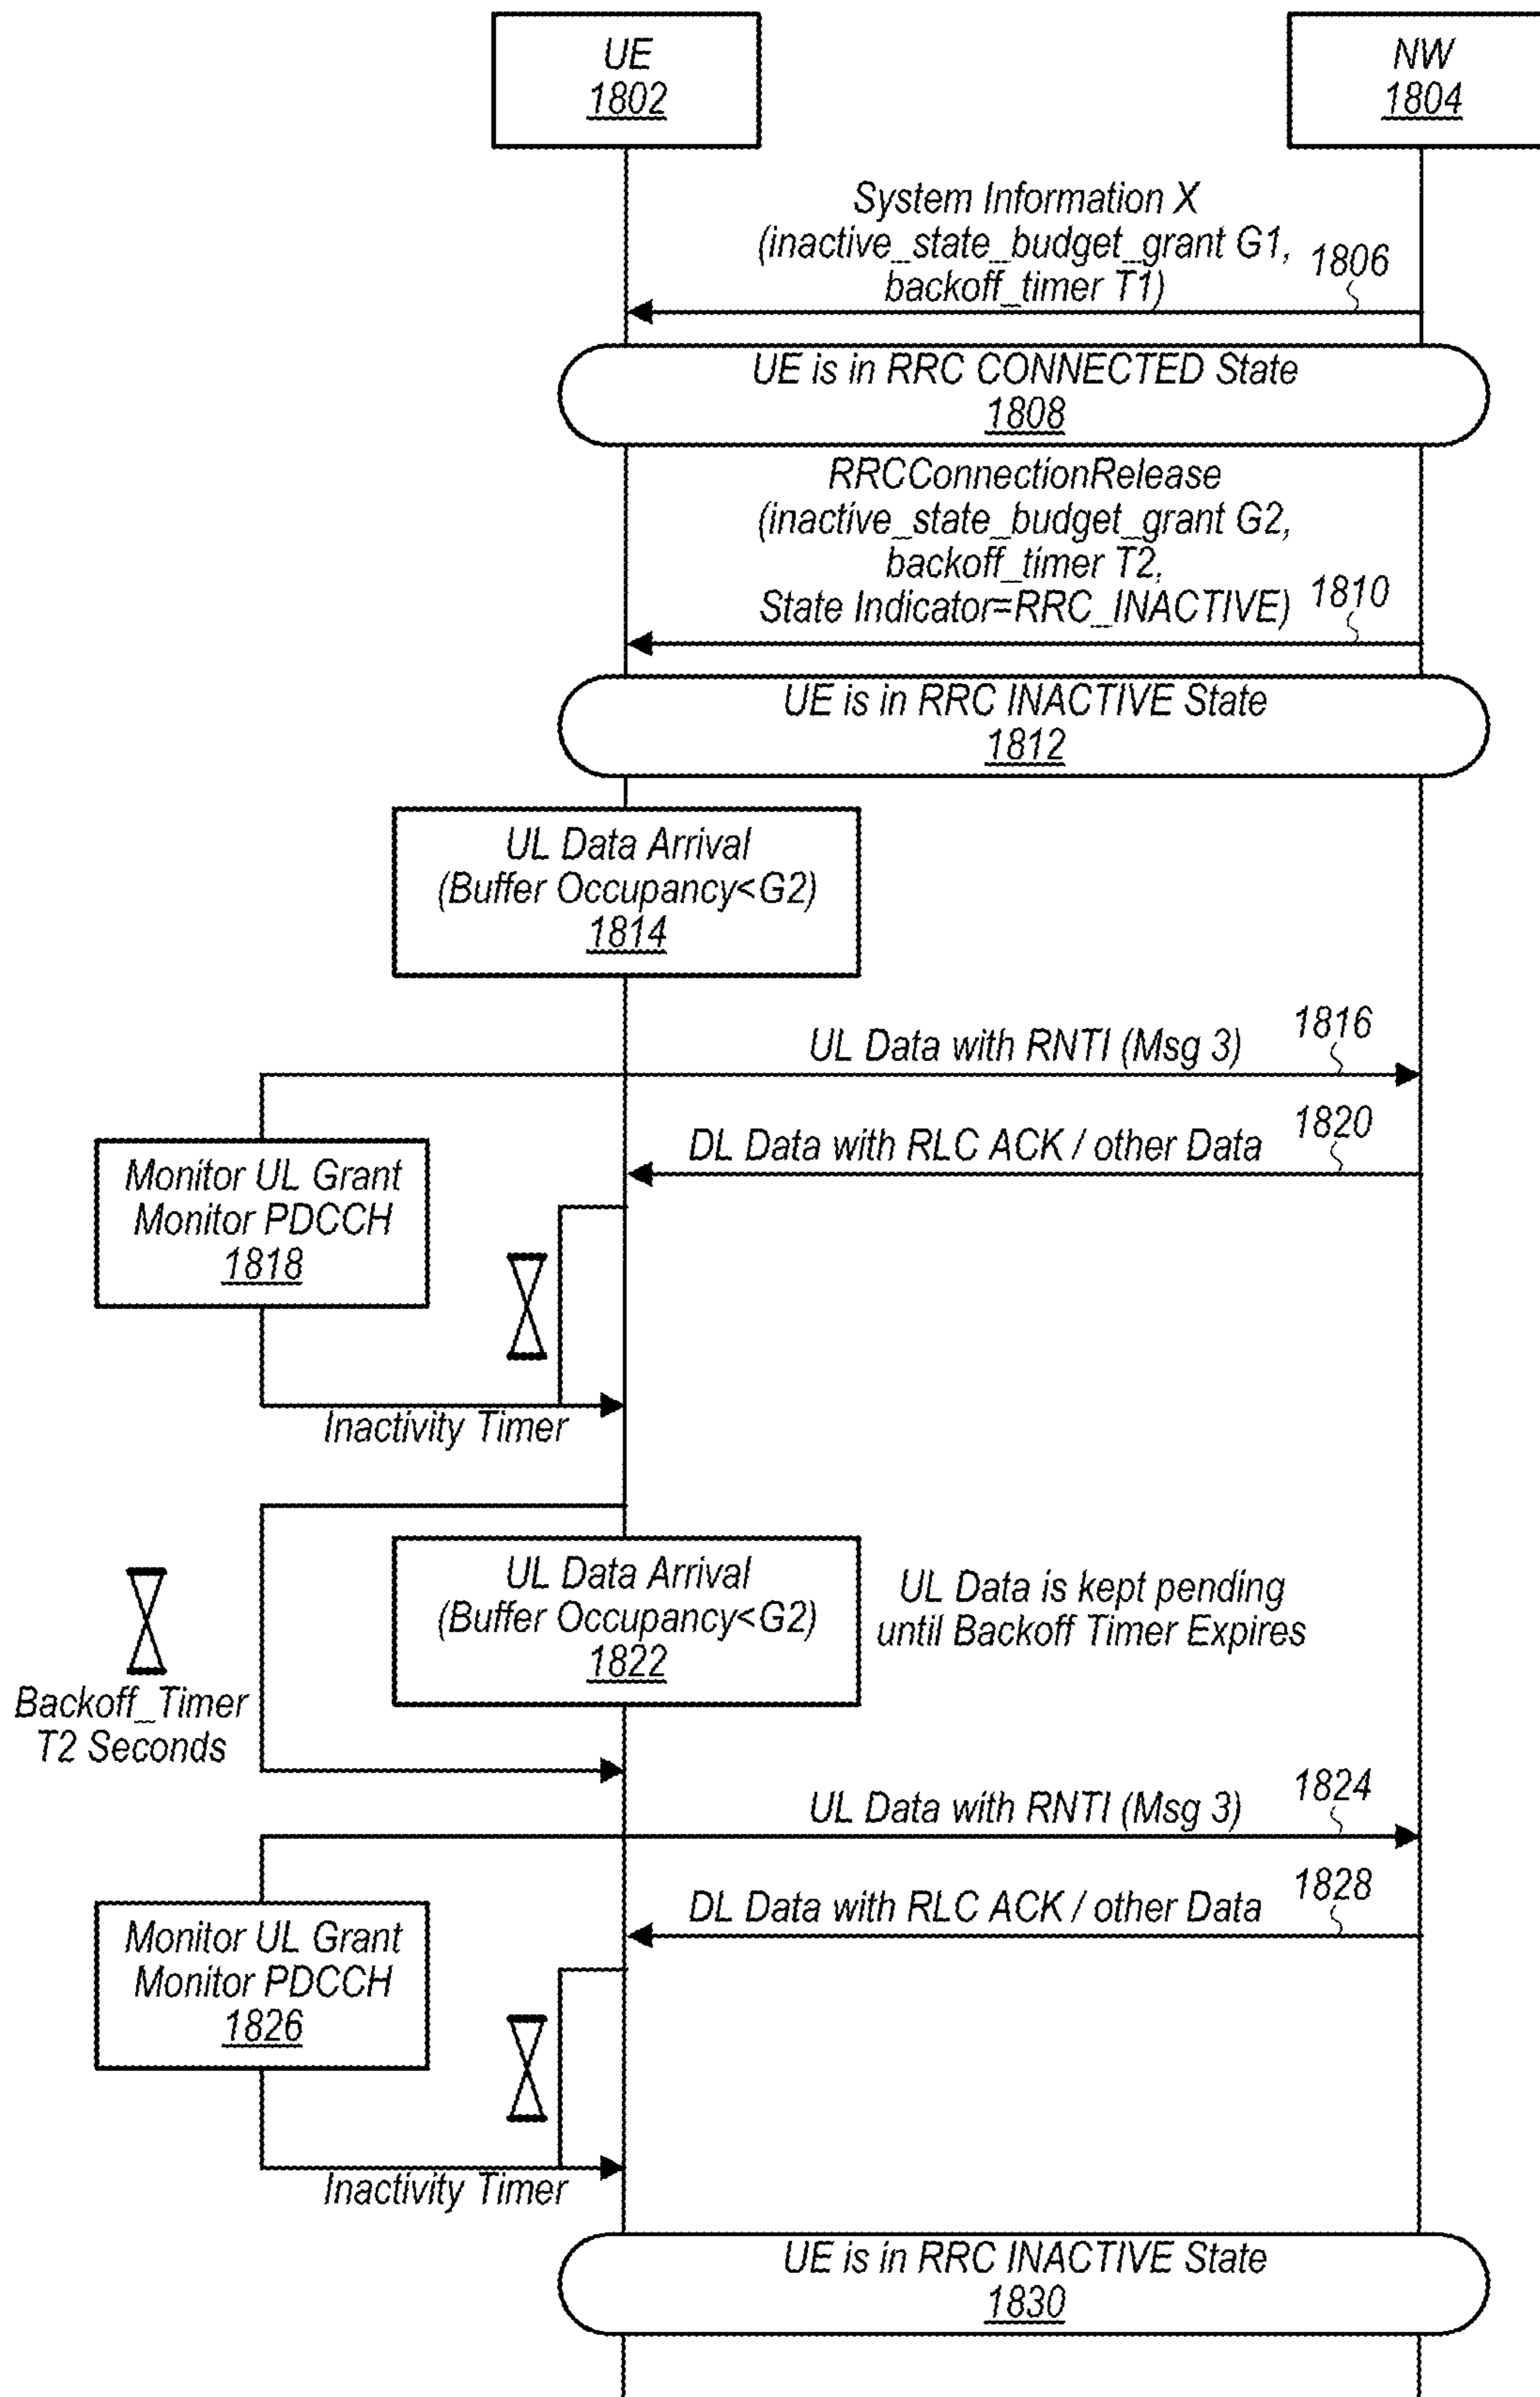 UE
1802
NW
1804
System Information X
(inactive_state_budget_grant G1,
backoff_timer T1)
1806
UE is in RRC CONNECTED State
1808
RRCConnectionRelease
(inactive_state_budget_grant G2,
backoff_timer T2,
State Indicator=RRC_INACTIVE)
1810
UE is in RRC INACTIVE State
1812
UL Data Arrival
(Buffer Occupancy<G2)
1814
UL Data with RNTI (Msg 3)
1816
DL Data with RLC ACK / other Data
1820
Monitor UL Grant
Monitor PDCCH
1818
Inactivity Timer
UL Data Arrival
(Buffer Occupancy<G2)
1822
UL Data is kept pending
until Backoff Timer Expires
Backoff_Timer
T2 Seconds
UL Data with RNTI (Msg 3)
1824
DL Data with RLC ACK / other Data
1828
Monitor UL Grant
Monitor PDCCH
1826
Inactivity Timer
UE is in RRC INACTIVE State
1830